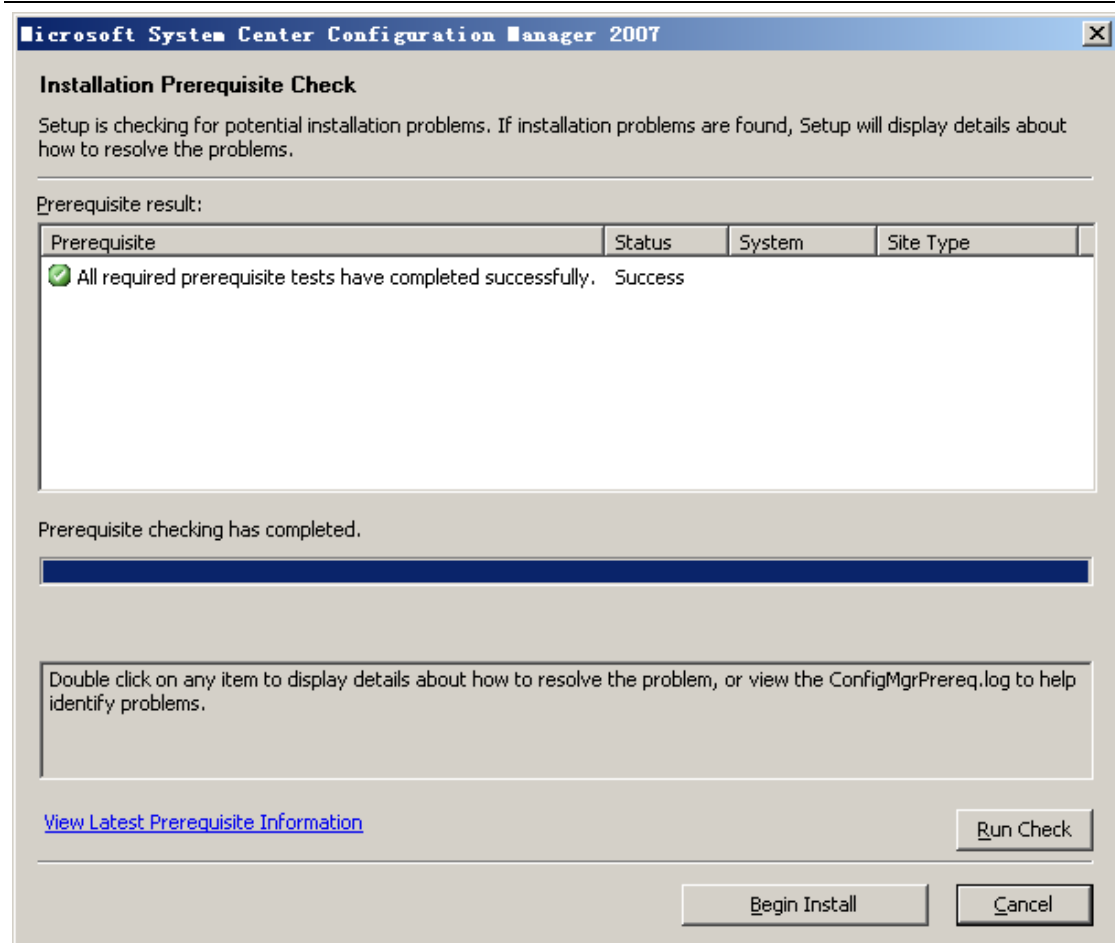 Microsoft System Center Configuration Manager 2007
Installation Prerequisite Check
Setup is checking for potential installation problems. If installation problems are found, Setup will display details about
how to resolve the problems.
Prerequisite result:
Prerequisite Status System Site Type
All required prerequisite tests have completed successfully. Success
Prerequisite checking has completed.
Double click on any item to display details about how to resolve the problem, or view the ConfigMgrPrereq.log to help
identify problems.
View Latest Prerequisite Information
Run Check
Begin Install Cancel